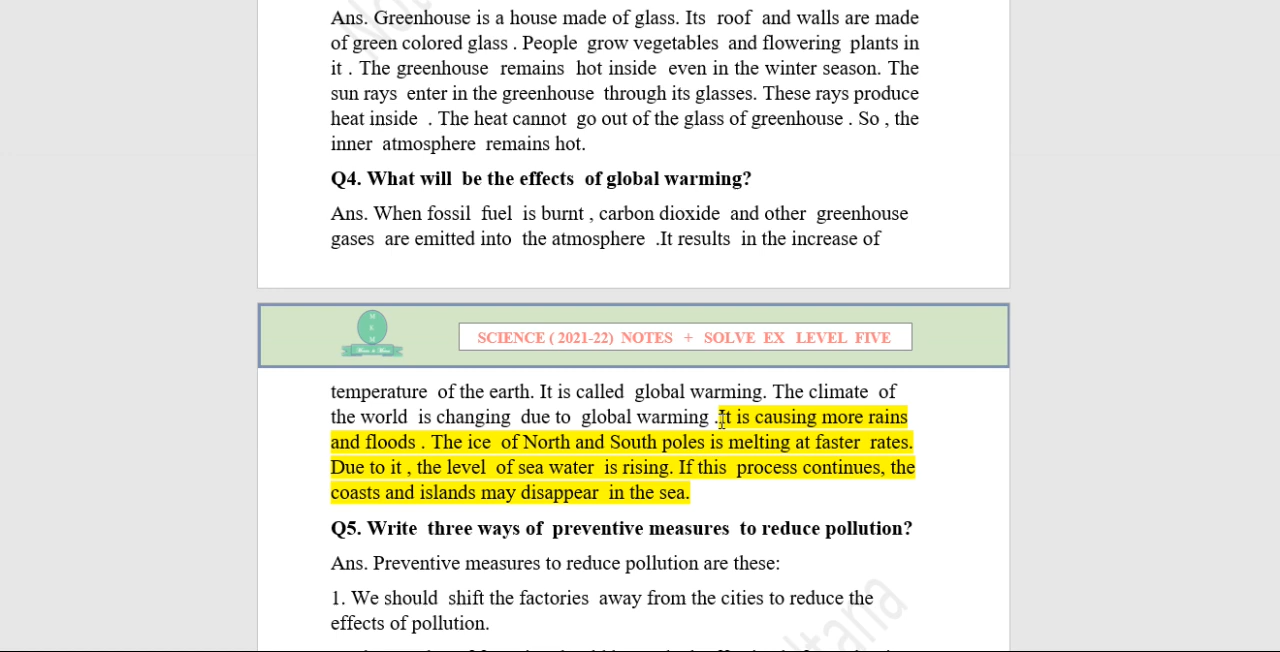 Ans. Greenhouse is a house made of glass. Its roof and walls are made
of green colored glass . People grow vegetables and flowering plants in
it . The greenhouse remains hot inside even in the winter season. The
sun rays enter in the greenhouse through its glasses. These rays produce
heat inside . The heat cannot go out of the glass of greenhouse . So , the
inner atmosphere remains hot.
Q4. What will be the effects of global warming?
Ans. When fossil fuel is burnt , carbon dioxide and other greenhouse
gases are emitted into the atmosphere .It results in the increase of
M
K
M
SCIENCE ( 2021-22) NOTES + SOLVE EX LEVEL FIVE
temperature of the earth. It is called global warming. The climate of
the world is changing due to global warming .It is causing more rains
and floods . The ice of North and South poles is melting at faster rates.
Due to it , the level of sea water is rising. If this process continues, the
coasts and islands may disappear in the sea.
Q5. Write three ways of preventive measures to reduce pollution?
Ans. Preventive measures to reduce pollution are these:
1. We should shift the factories away from the cities to reduce the
effects of pollution.